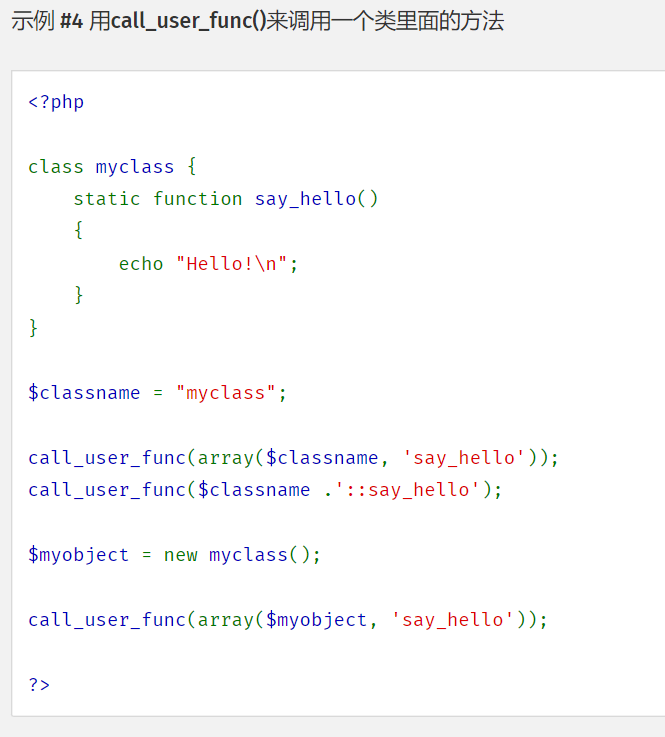 示例 #4 用call_user_func()来调用一个类里面的方法
<?php
class myclass {
    static function say_hello()
    {
        echo "Hello!\n";
    }
}
$classname = "myclass";
call_user_func(array($classname, 'say_hello'));
call_user_func($classname .'::say_hello');
$myobject = new myclass();
call_user_func(array($myobject, 'say_hello'));
?>